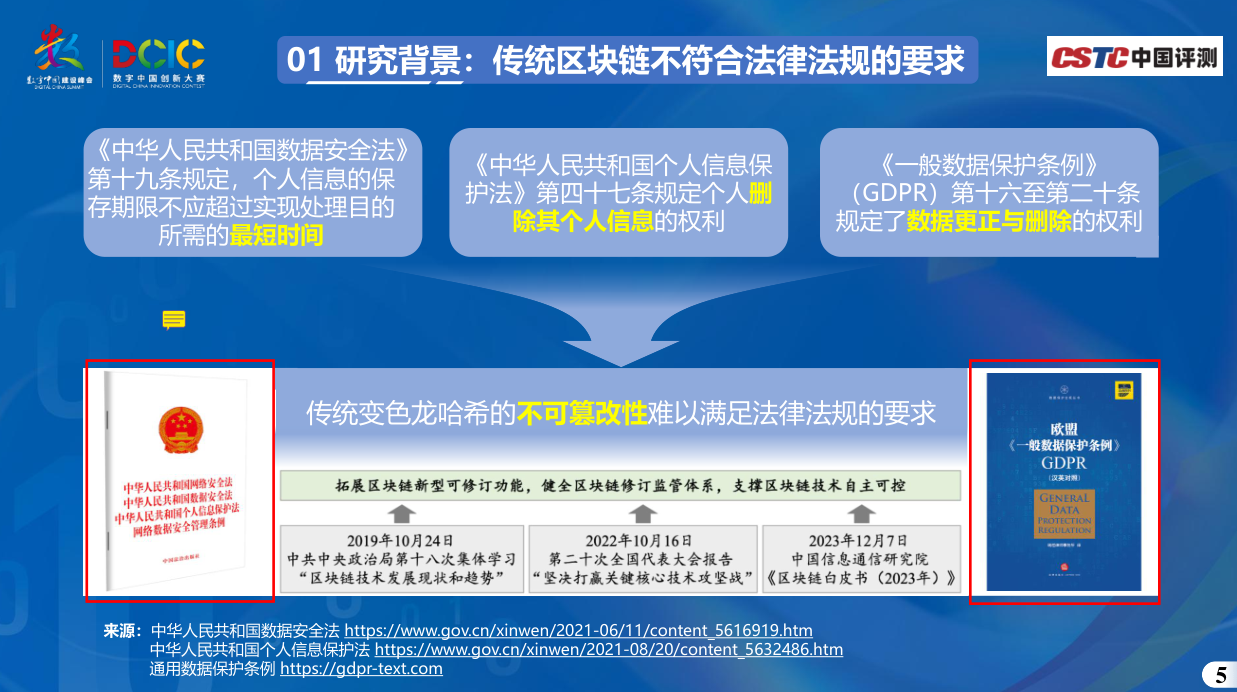 数字中国建设峰会
DIGITAL CHINA SUMMIT
DCIC
数字中国创新大赛
DIGITAL CHINA INNOVATION CONTEST
01 研究背景：传统区块链不符合法律法规的要求
CSTC中国评测
《中华人民共和国数据安全法》
第十九条规定，个人信息的保
存期限不应超过实现处理目的
所需的最短时间
《中华人民共和国个人信息保
护法》第四十七条规定个人删
除其个人信息的权利
《一般数据保护条例》
（GDPR）第十六至第二十条
规定了数据更正与删除的权利
传统变色龙哈希的不可篡改性难以满足法律法规的要求
中华人民共和国网络安全法
中华人民共和国数据安全法
中华人民共和国个人信息保护法
网络数据安全管理条例
中国法制出版社
拓展区块链新型可修订功能，健全区块链修订监管体系，支撑区块链技术自主可控
2019年10月24日
中共中央政治局第十八次集体学习
“区块链技术发展现状和趋势”
2022年10月16日
第二十次全国代表大会报告
“坚决打赢关键核心技术攻坚战”
2023年12月7日
中国信息通信研究院
《区块链白皮书（2023年）》
欧盟
《一般数据保护条例》
GDPR
（汉英对照）
GENERAL
DATA
PROTECTION
REGULATION
来源：中华人民共和国数据安全法 https://www.gov.cn/xinwen/2021-06/11/content_5616919.htm
中华人民共和国个人信息保护法 https://www.gov.cn/xinwen/2021-08/20/content_5632486.htm
通用数据保护条例 https://gdpr-text.com
5